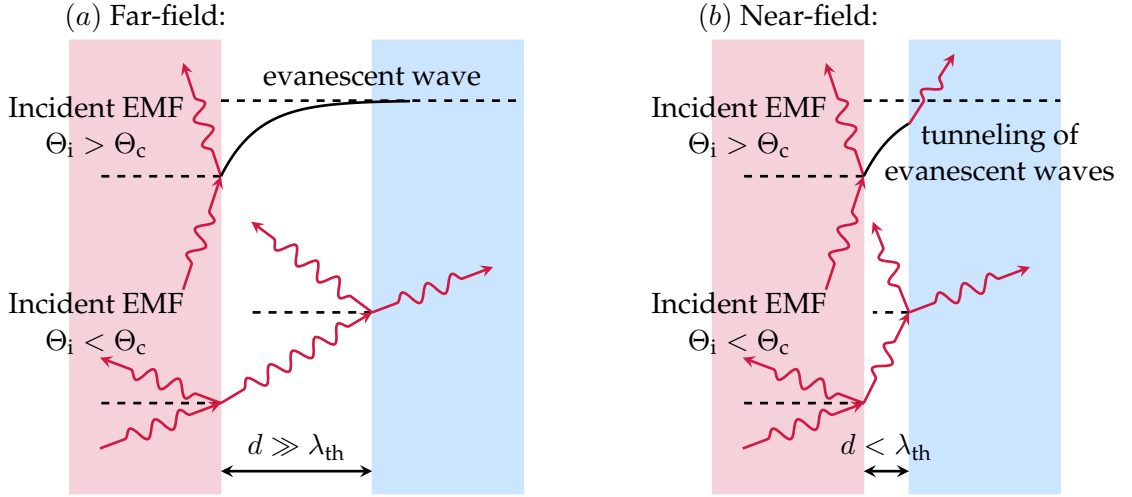 (a) Far-field:
evanescent wave
Incident EMF
Θi > Θc
Incident EMF
Θi < Θc
d ≫ λth
(b) Near-field:
Incident EMF
Θi > Θc
tunneling of
evanescent waves
Incident EMF
Θi < Θc
d < λth